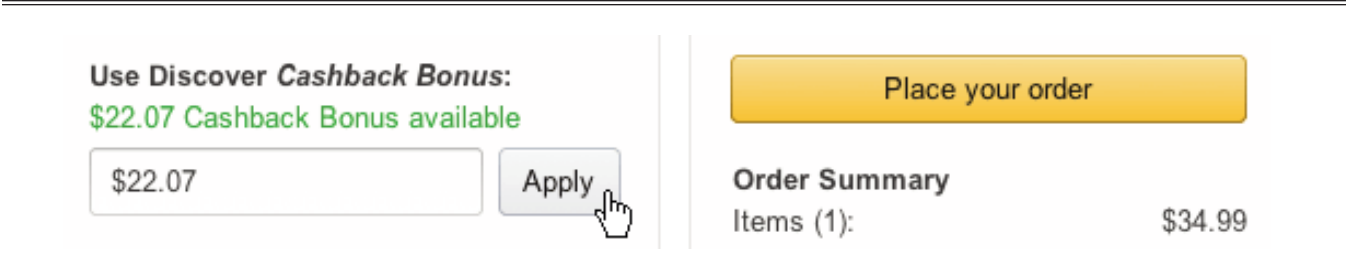 Use Discover Cashback Bonus:
$22.07 Cashback Bonus available
$22.07
Apply
Place your order
Order Summary
Items (1): $34.99